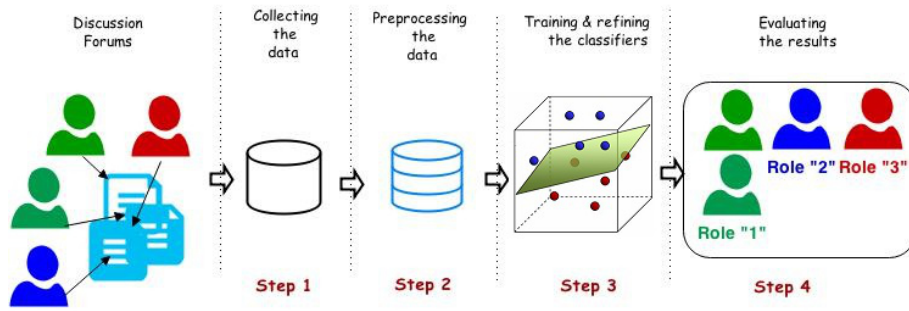 Discussion
Forums
Collecting
the
data
Preprocessing
the
data
Training & refining
the classifiers
Evaluating
the results
Role "2" Role "3"
Role "1"
Step 1
Step 2
Step 3
Step 4